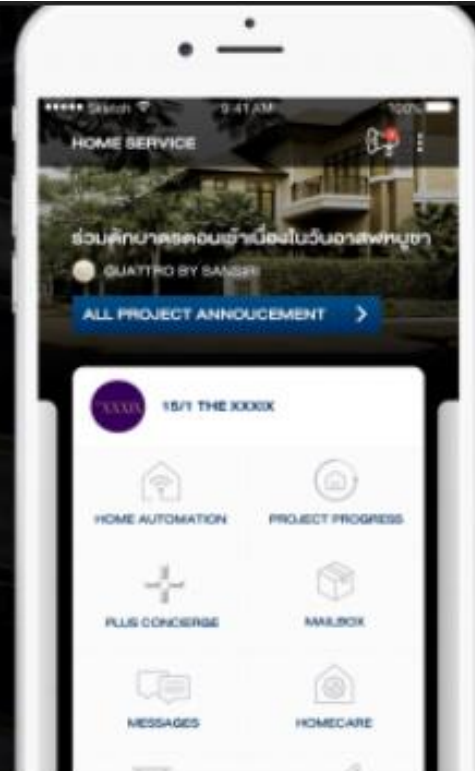 Sketch 9:41 AM 100%
HOME SERVICE
ร่วมตักบาตรตอนเช้าเนื่องในวันอาสาฬหบูชา
QUATTRO BY SANSIRI
ALL PROJECT ANNOUCEMENT
XXXIX 15/1 THE XXXIX
HOME AUTOMATION PROJECT PROGRESS
PLUS CONCIERGE MAILBOX
MESSAGES HOMECARE